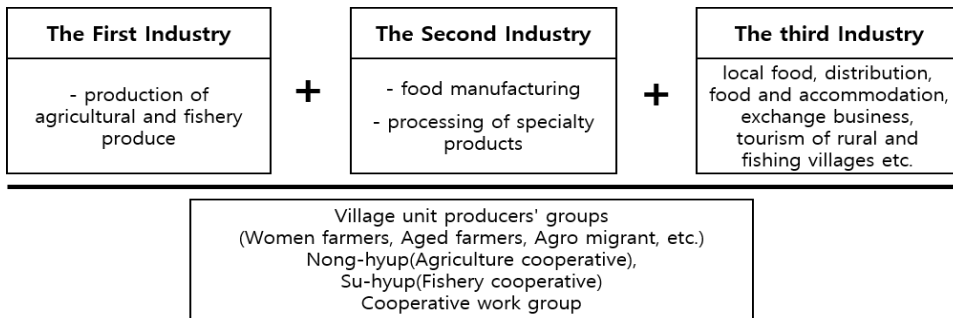 The First Industry
- production of
agricultural and fishery
produce
+
The Second Industry
- food manufacturing
- processing of specialty
products
+
The third Industry
local food, distribution,
food and accommodation,
exchange business,
tourism of rural and
fishing villages etc.
Village unit producers' groups
(Women farmers, Aged farmers, Agro migrant, etc.)
Nong-hyup(Agriculture cooperative),
Su-hyup(Fishery cooperative)
Cooperative work group